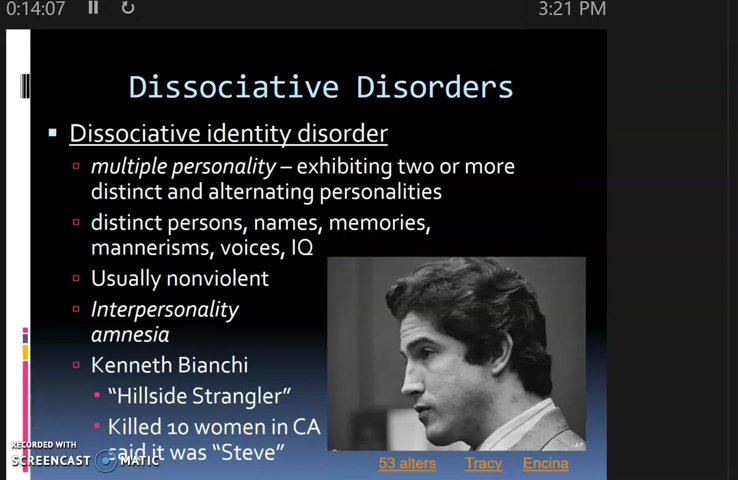 0:14:07
3:21 PM
Dissociative Disorders
Dissociative identity disorder
multiple personality – exhibiting two or more
distinct and alternating personalities
distinct persons, names, memories,
mannerisms, voices, IQ
Usually nonviolent
Interpersonality
amnesia
Kenneth Bianchi
“Hillside Strangler”
Killed 10 women in CA
said it was “Steve”
AP
53 alters Tracy Encina
RECORDED WITH
SCREENCAST MATIC